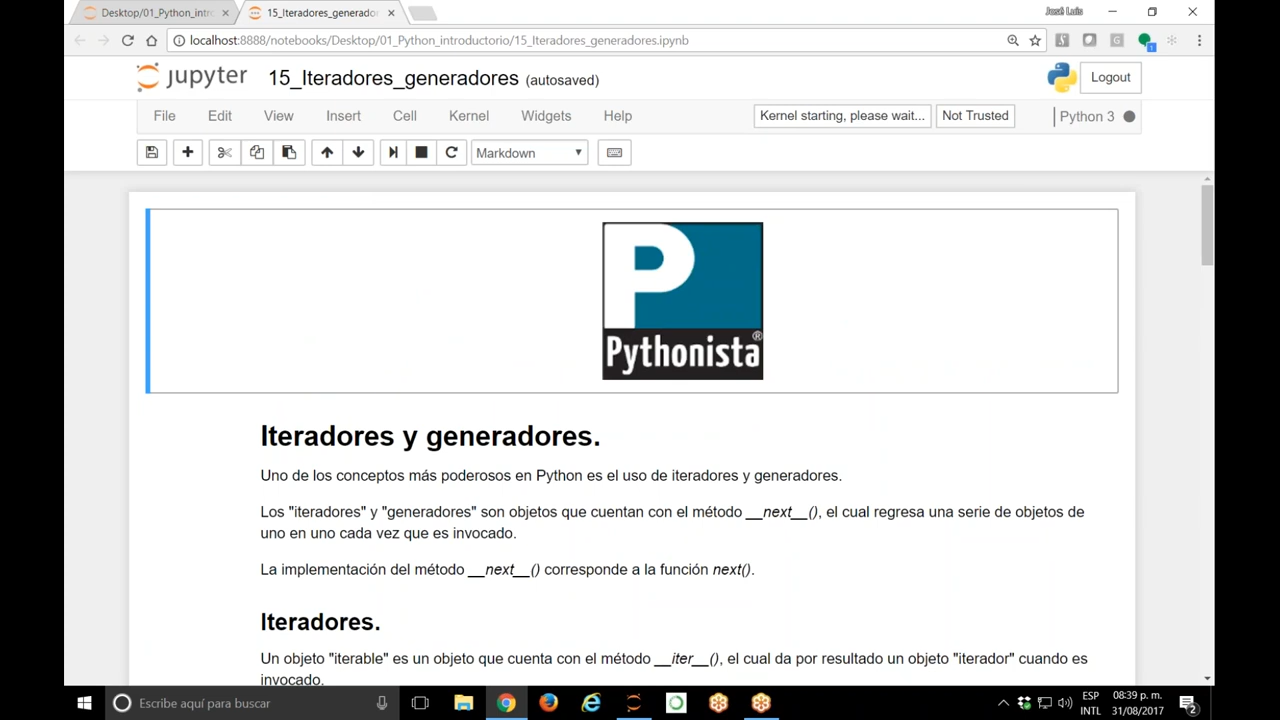 Desktop/01_Python_intro
15_Iteradores_generador
José Luis
localhost:8888/notebooks/Desktop/01_Python_introductorio/15_Iteradores_generadores.ipynb
1
jupyter 15_Iteradores_generadores (autosaved)
Logout
File Edit View Insert Cell Kernel Widgets Help
Kernel starting, please wait... Not Trusted Python 3
Markdown
P
Pythonista®
Iteradores y generadores.
Uno de los conceptos más poderosos en Python es el uso de iteradores y generadores.
Los "iteradores" y "generadores" son objetos que cuentan con el método __next__(), el cual regresa una serie de objetos de
uno en uno cada vez que es invocado.
La implementación del método __next__() corresponde a la función next().
Iteradores.
Un objeto "iterable" es un objeto que cuenta con el método __iter__(), el cual da por resultado un objeto "iterador" cuando es
invocado.
Escribe aquí para buscar
ESP
INTL
08:39 p. m.
31/08/2017
2